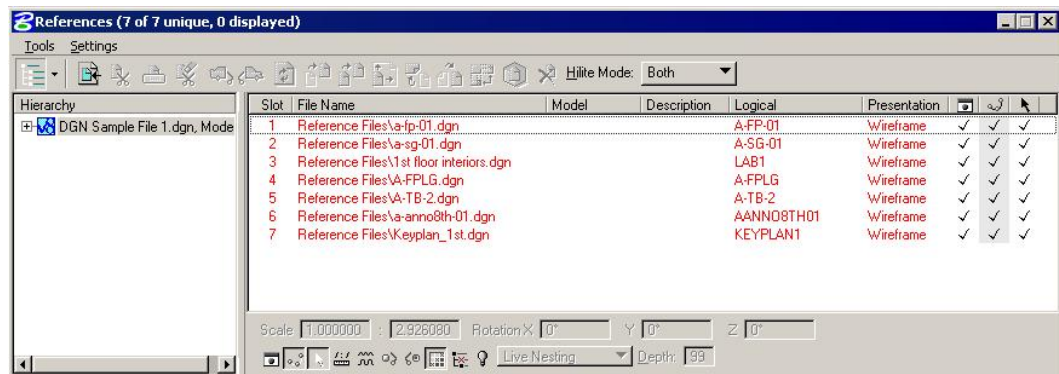 References (7 of 7 unique, 0 displayed)
Tools Settings
Hilite Mode: Both
Hierarchy
DGN Sample File 1.dgn, Mode
Slot File Name Model Description Logical Presentation
1 Reference Files\a-fp-01.dgn A-FP-01 Wireframe
2 Reference Files\a-sg-01.dgn A-SG-01 Wireframe
3 Reference Files\1st floor interiors.dgn LAB1 Wireframe
4 Reference Files\A-FPLG.dgn A-FPLG Wireframe
5 Reference Files\A-TB-2.dgn A-TB-2 Wireframe
6 Reference Files\a-anno8th-01.dgn AANNO8TH01 Wireframe
7 Reference Files\Keyplan_1st.dgn KEYPLAN1 Wireframe
Scale 1.000000 : 2.926080 Rotation X 0° Y 0° Z 0°
Live Nesting Depth: 99